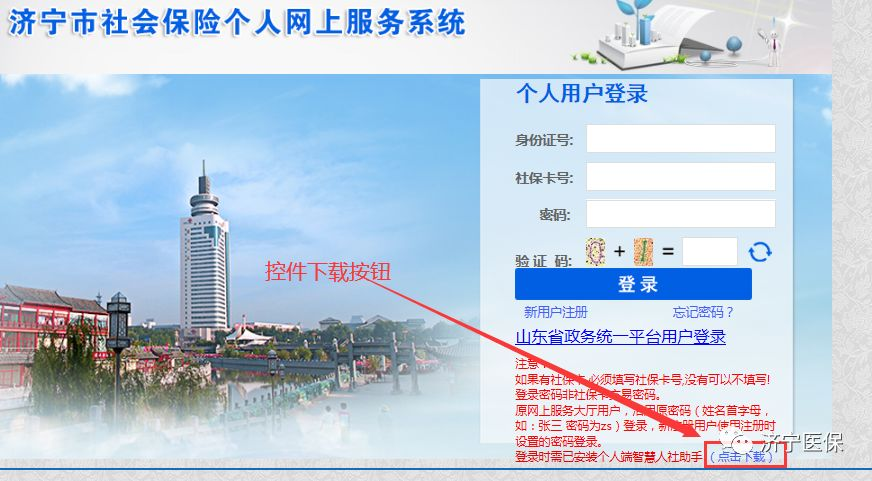 济宁市社会保险个人网上服务系统
个人用户登录
身份证号:
社保卡号:
密码:
验 证 码:
+
=
登 录
新用户注册
忘记密码?
山东省政务统一平台用户登录
控件下载按钮
如果有社保卡,必须填写社保卡号,没有可以不填写!
登录密码非社保卡交易密码。
原网上服务大厅用户,沿用原密码(姓名首字母,
如:张三 密码为zs)登录,新注册用户使用注册时
设置的密码登录。
登录时需已安装个人端智慧人社助手
(点击下载)
济宁医保